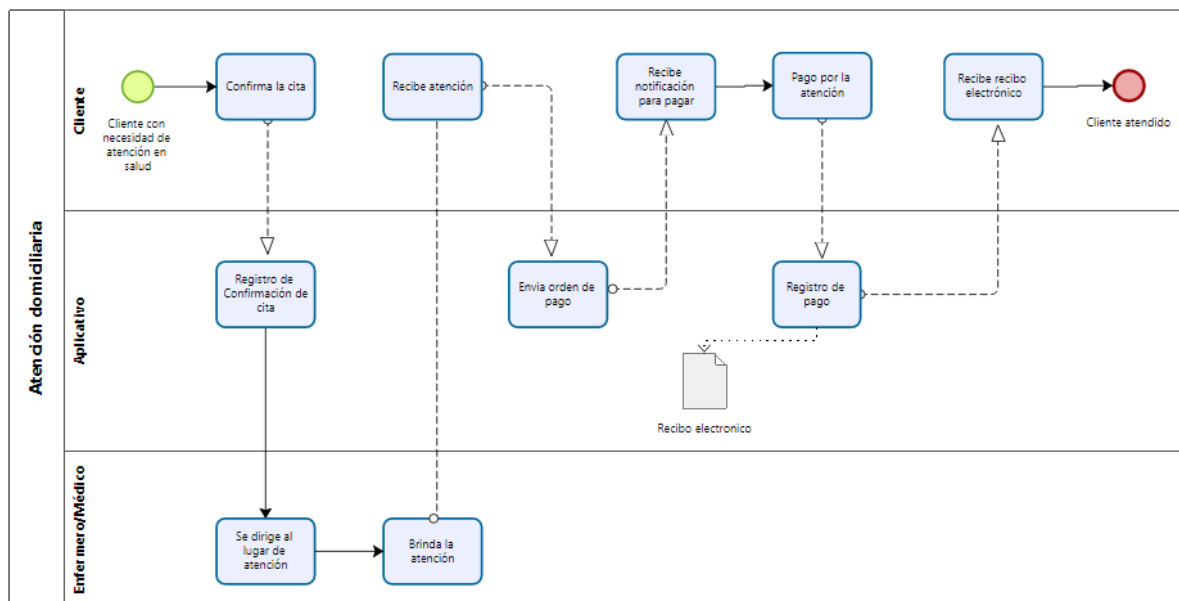 Atención domidliaria
Cliente
Cliente con
necesidad de
atención en
salud
Confirma la cita
Recibe atención
Recibe
notificación
para pagar
Pago por la
atención
Recibe recibo
electrónico
Cliente atendido
Aplicativo
Registro de
Confirmación de
cita
Envia orden de
pago
Registro de
pago
Recibo electronico
Enfermero/Médico
Se dirige al
lugar de
atención
Brinda la
atención